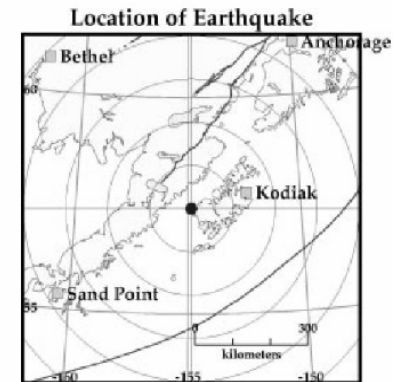 Location of Earthquake
Anchorage
Bethel
60
Kodiak
Sand Point
55
0 300
kilometers
-160 -155 -150